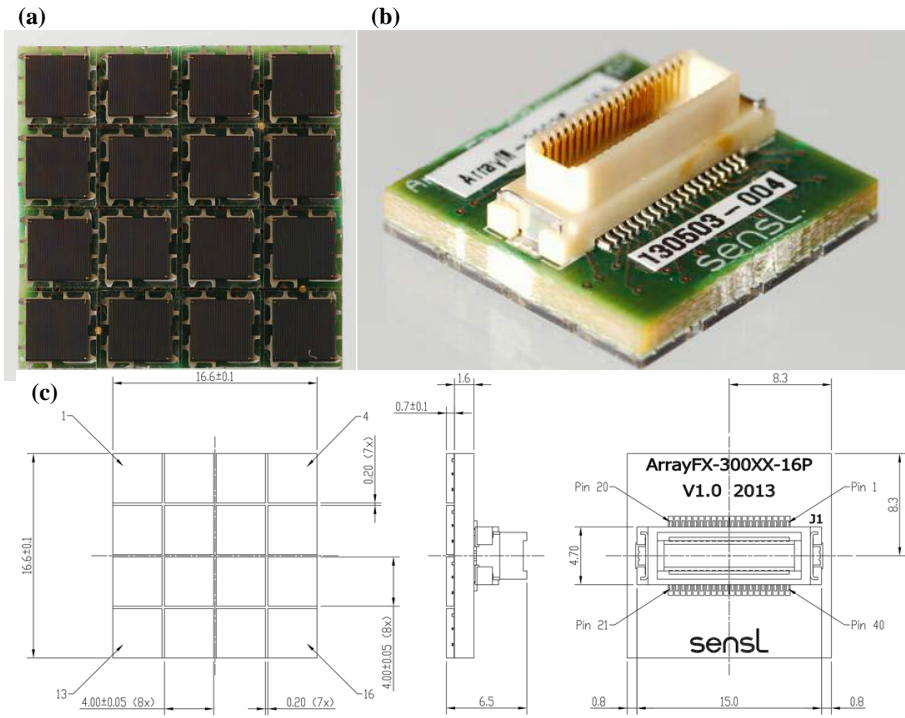 (a)
(b)
ArrayM
130503-004
sensL
(c)
16.6±0.1
1
4
0.20 (7x)
16.6±0.1
4.00±0.05 (8x)
13
16
4.00±0.05 (8x)
0.20 (7x)
1.6
0.7±0.1
6.5
8.3
ArrayFX-300XX-16P
V1.0 2013
Pin 20
Pin 1
J1
8.3
4.70
Pin 21
Pin 40
sensL
0.8
15.0
0.8